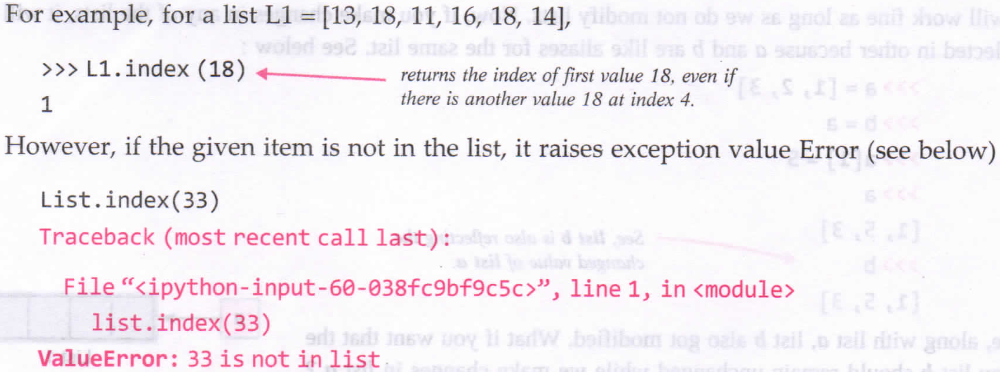 For example, for a list L1 = [13, 18, 11, 16, 18, 14],
>>> L1.index (18)
returns the index of first value 18, even if
there is another value 18 at index 4.
1
However, if the given item is not in the list, it raises exception value Error (see below)
List.index(33)
Traceback (most recent call last):
File “<ipython-input-60-038fc9bf9c5c>”, line 1, in <module>
list.index(33)
ValueError: 33 is not in list